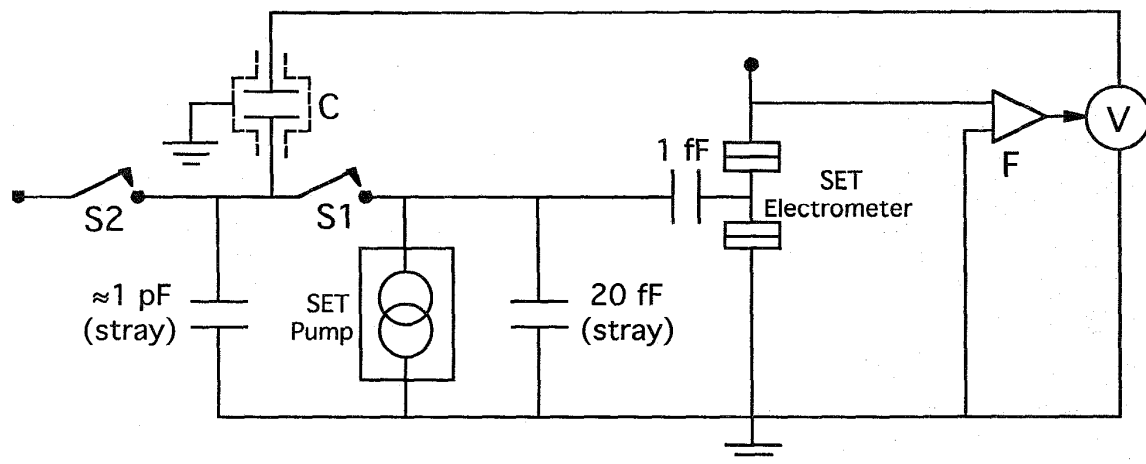 C
1 fF
V
F
SET
Electrometer
S2
S1
≈1 pF
(stray)
SET
Pump
20 fF
(stray)